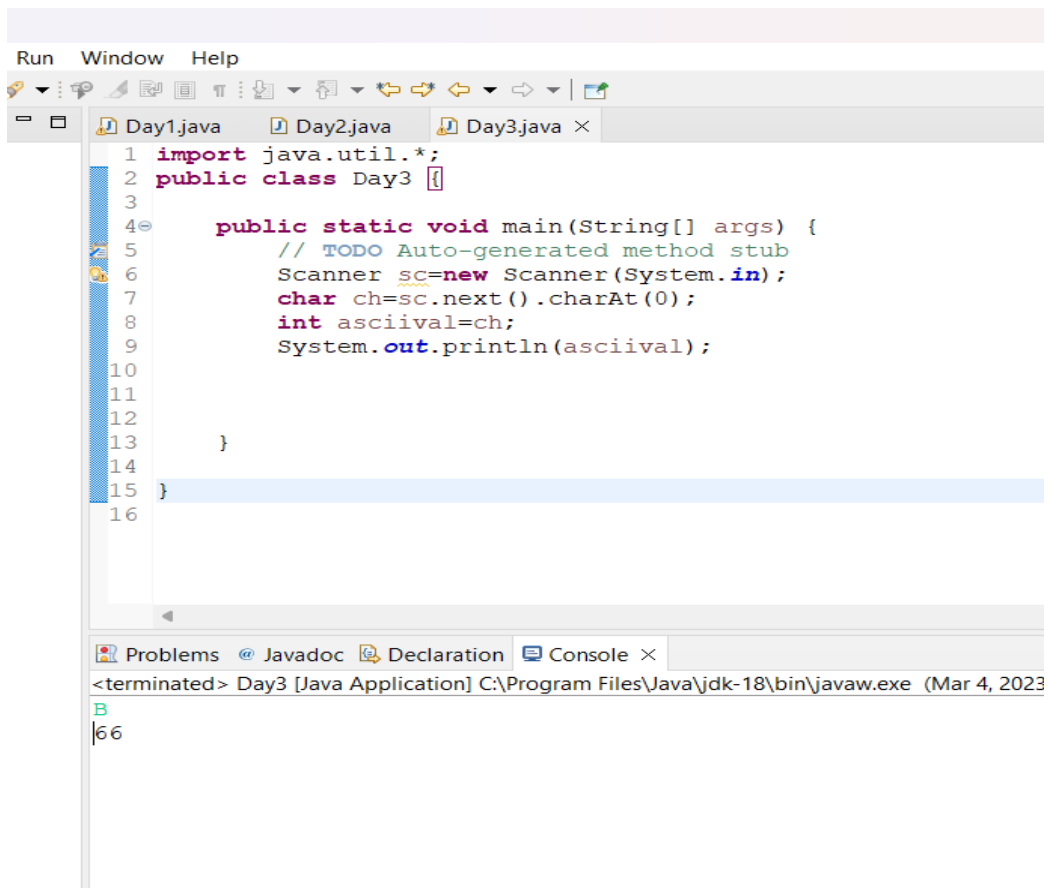 Run Window Help
Day1.java Day2.java Day3.java
1 import java.util.*;
2 public class Day3 {
3
4 public static void main(String[] args) {
5 // TODO Auto-generated method stub
6 Scanner sc=new Scanner(System.in);
7 char ch=sc.next().charAt(0);
8 int asciival=ch;
9 System.out.println(asciival);
10
11
12
13 }
14
15 }
16
Problems @ Javadoc Declaration Console
<terminated> Day3 [Java Application] C:\Program Files\Java\jdk-18\bin\javaw.exe (Mar 4, 2023
B
66